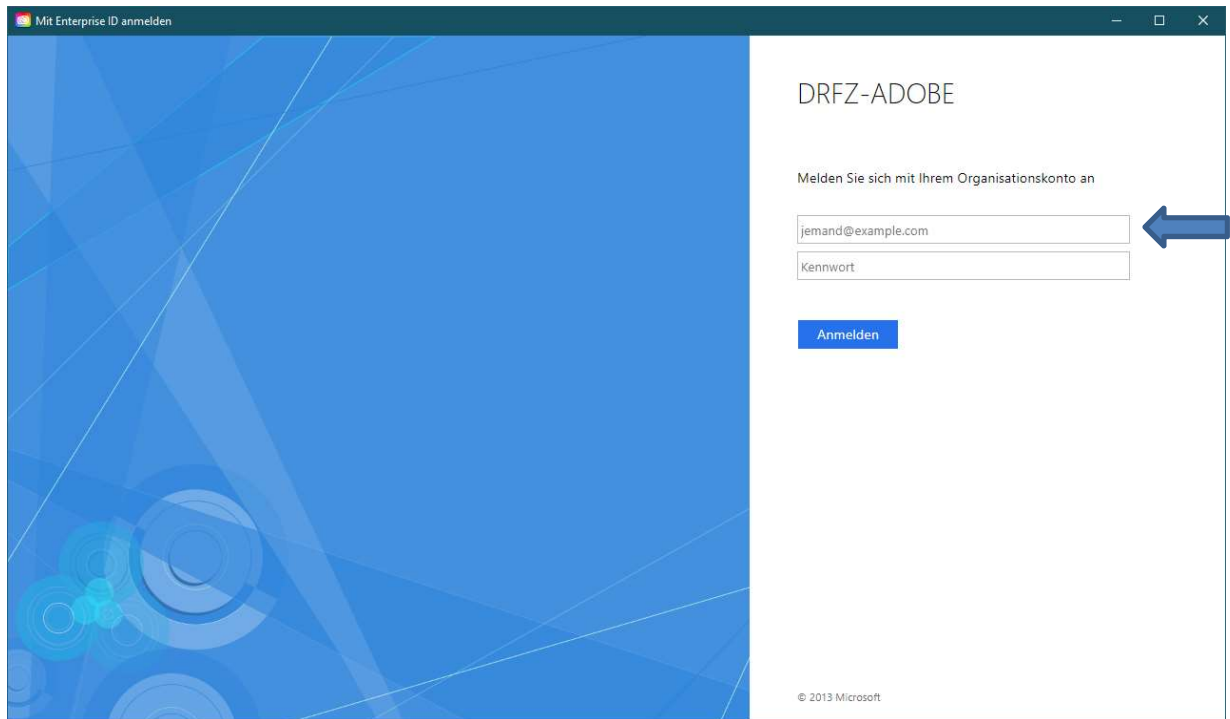 Mit Enterprise ID anmelden
DRFZ-ADOBE
Melden Sie sich mit Ihrem Organisationskonto an
jemand@example.com
Kennwort
Anmelden
© 2013 Microsoft